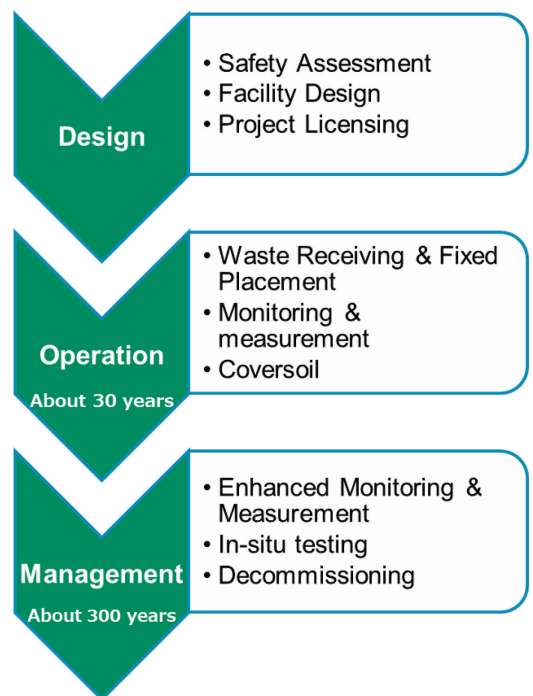 Design
• Safety Assessment
• Facility Design
• Project Licensing
Operation
About 30 years
• Waste Receiving & Fixed
Placement
• Monitoring &
measurement
• Coversoil
Management
About 300 years
• Enhanced Monitoring &
Measurement
• In-situ testing
• Decommissioning